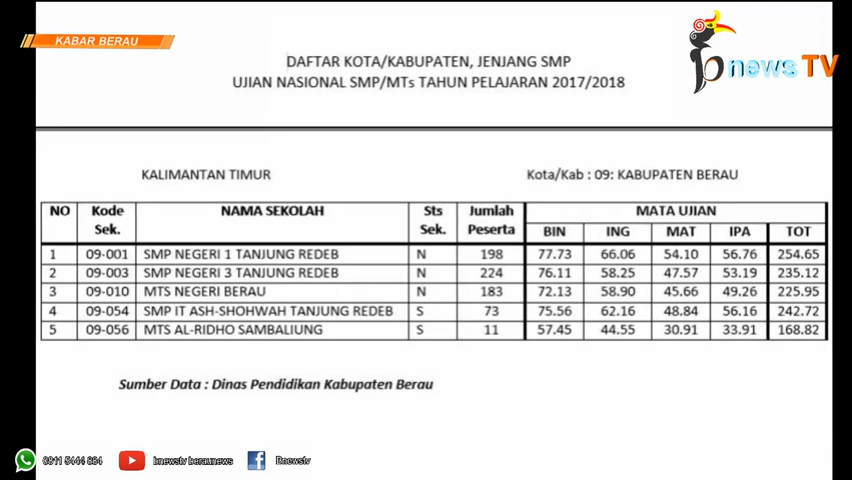 KABAR BERAU
bnews TV
DAFTAR KOTA/KABUPATEN, JENJANG SMP
UJIAN NASIONAL SMP/MTs TAHUN PELAJARAN 2017/2018
KALIMANTAN TIMUR Kota/Kab : 09: KABUPATEN BERAU
NO Kode Sek. NAMA SEKOLAH Sts Sek. Jumlah Peserta MATA UJIAN
BIN ING MAT IPA TOT
1 09-001 SMP NEGERI 1 TANJUNG REDEB N 198 77.73 66.06 54.10 56.76 254.65
2 09-003 SMP NEGERI 3 TANJUNG REDEB N 224 76.11 58.25 47.57 53.19 235.12
3 09-010 MTS NEGERI BERAU N 183 72.13 58.90 45.66 49.26 225.95
4 09-054 SMP IT ASH-SHOHWAH TANJUNG REDEB S 73 75.56 62.16 48.84 56.16 242.72
5 09-056 MTS AL-RIDHO SAMBALIUNG S 11 57.45 44.55 30.91 33.91 168.82
Sumber Data : Dinas Pendidikan Kabupaten Berau
bnewstv beraunews Bnewstv